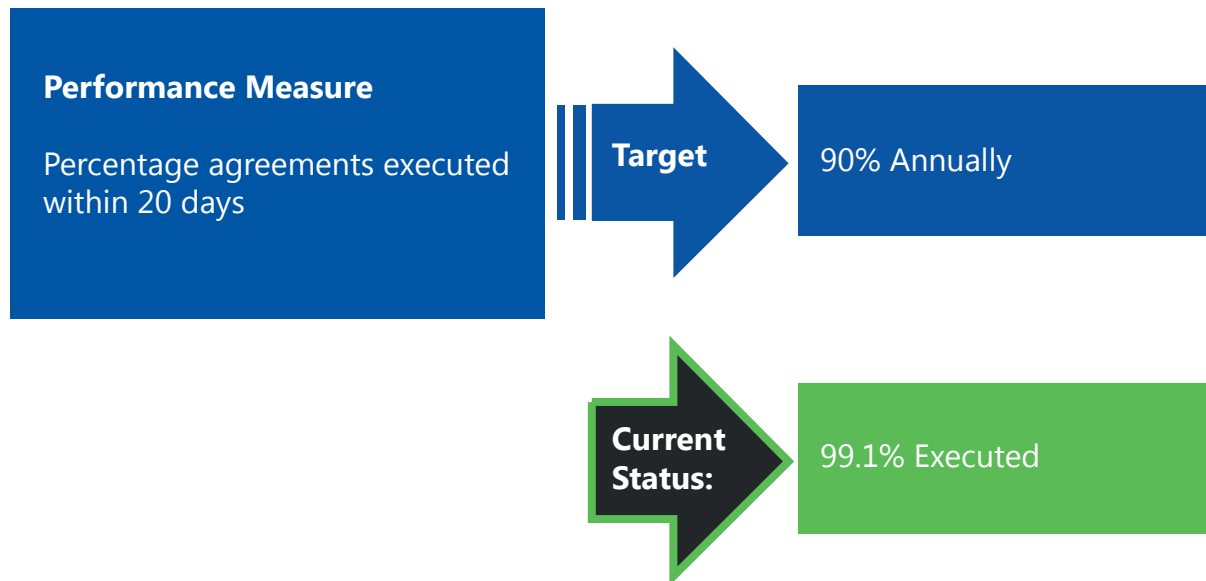 Performance Measure
Percentage agreements executed
within 20 days
Target
90% Annually
Current
Status:
99.1% Executed